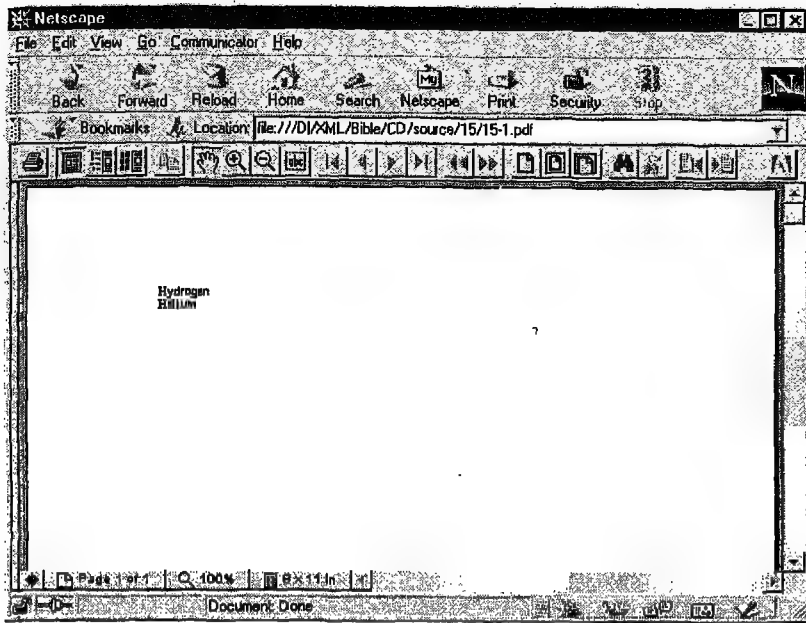 Netscape
File Edit View Go Communicator Help
Back Forward Reload Home Search Netscape Print Security Stop
Bookmarks Location: file:///D|/XML/Bible/CD/source/15/15-1.pdf
Hydrogen
Helium
Page 1 of 1 100% 8 x 11 in
Document: Done